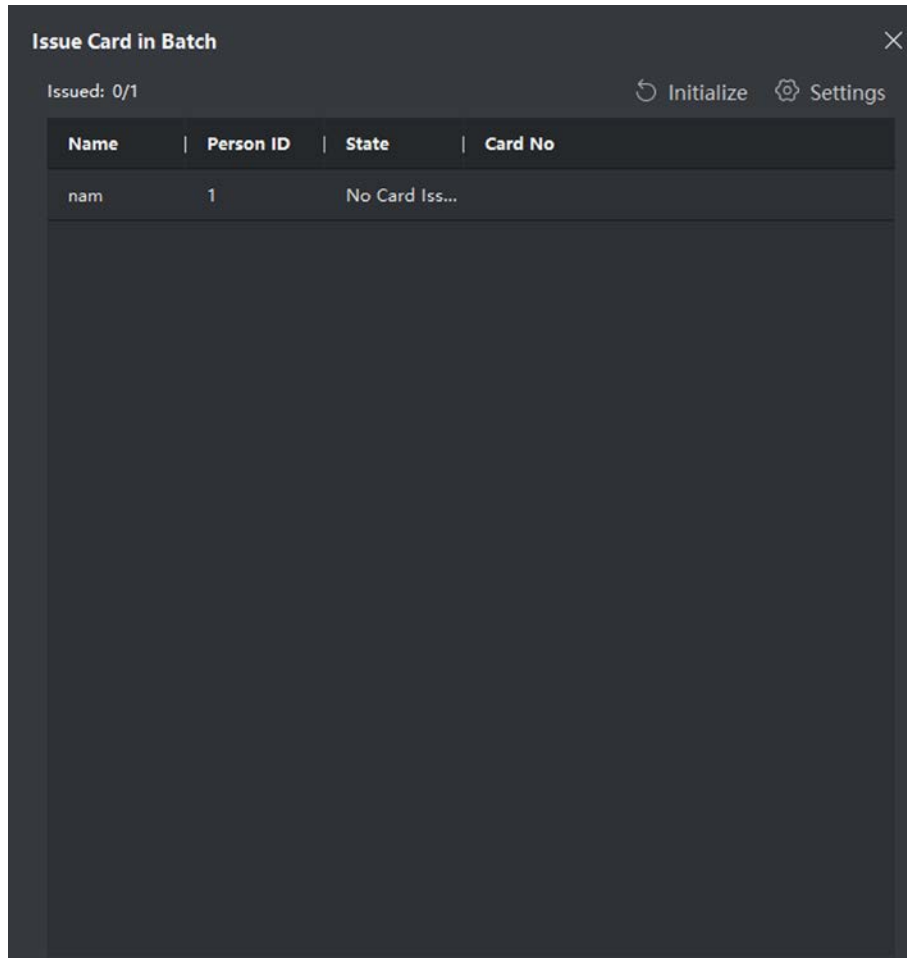 Issue Card in Batch
Issued: 0/1 Initialize Settings
Name | Person ID | State | Card No
nam 1 No Card Iss...